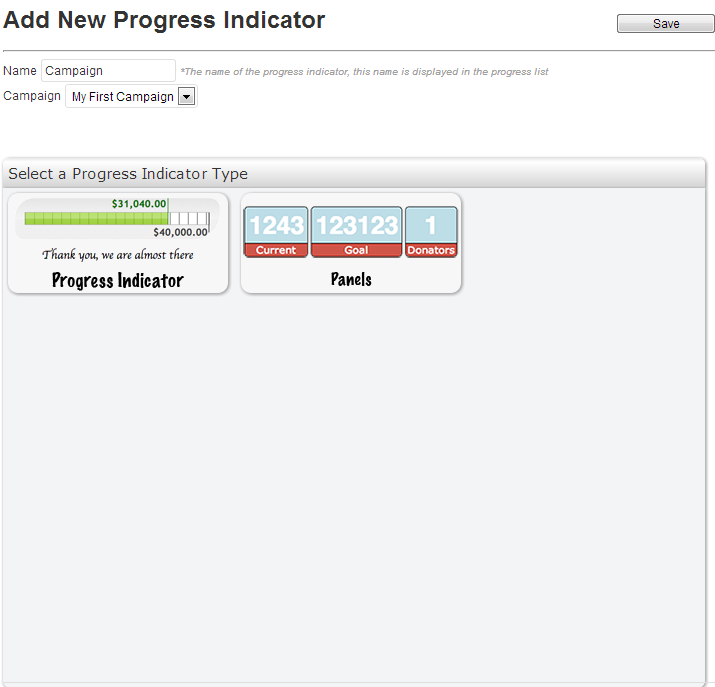 Add New Progress Indicator
Save
Name Campaign *The name of the progress indicator, this name is displayed in the progress list
Campaign My First Campaign
Select a Progress Indicator Type
$31,040.00
$40,000.00
Thank you, we are almost there
Progress Indicator
1243 123123 1
Current Goal Donators
Panels